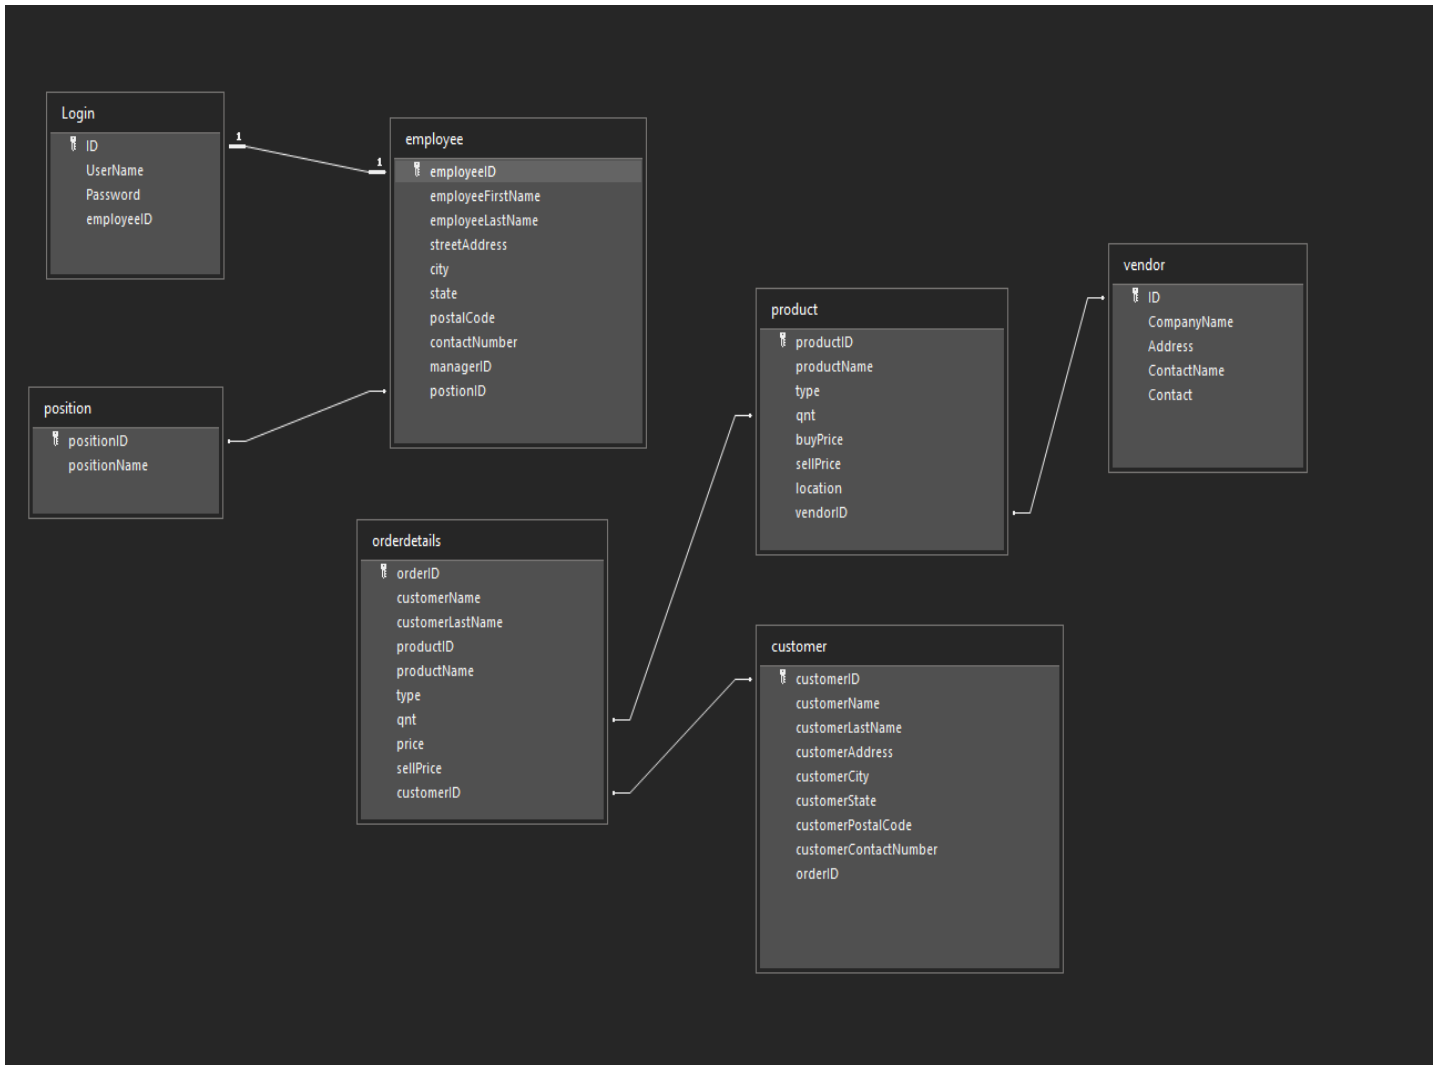 Login
ID
UserName
Password
employeeID
1
1
employee
employeeID
employeeFirstName
employeeLastName
streetAddress
city
state
postalCode
contactNumber
managerID
postionID
position
positionID
positionName
orderdetails
orderID
customerName
customerLastName
productID
productName
type
qnt
price
sellPrice
customerID
product
productID
productName
type
qnt
buyPrice
sellPrice
location
vendorID
vendor
ID
CompanyName
Address
ContactName
Contact
customer
customerID
customerName
customerLastName
customerAddress
customerCity
customerState
customerPostalCode
customerContactNumber
orderID